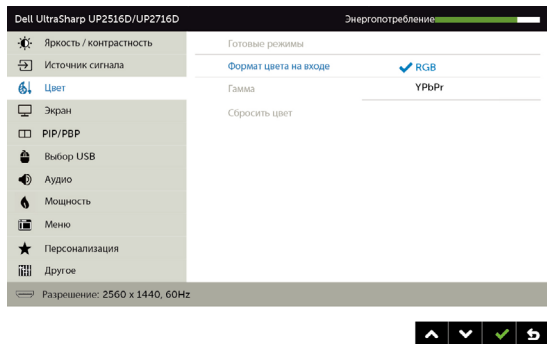 Dell UltraSharp UP2516D/UP2716D
Энергопотребление
Яркость / контрастность
Готовые режимы
Источник сигнала
Формат цвета на входе
RGB
Цвет
Гамма
YPbPr
Экран
Сбросить цвет
PIP/PBP
Выбор USB
Аудио
Мощность
Меню
Персонализация
Другое
Разрешение: 2560 x 1440, 60Hz